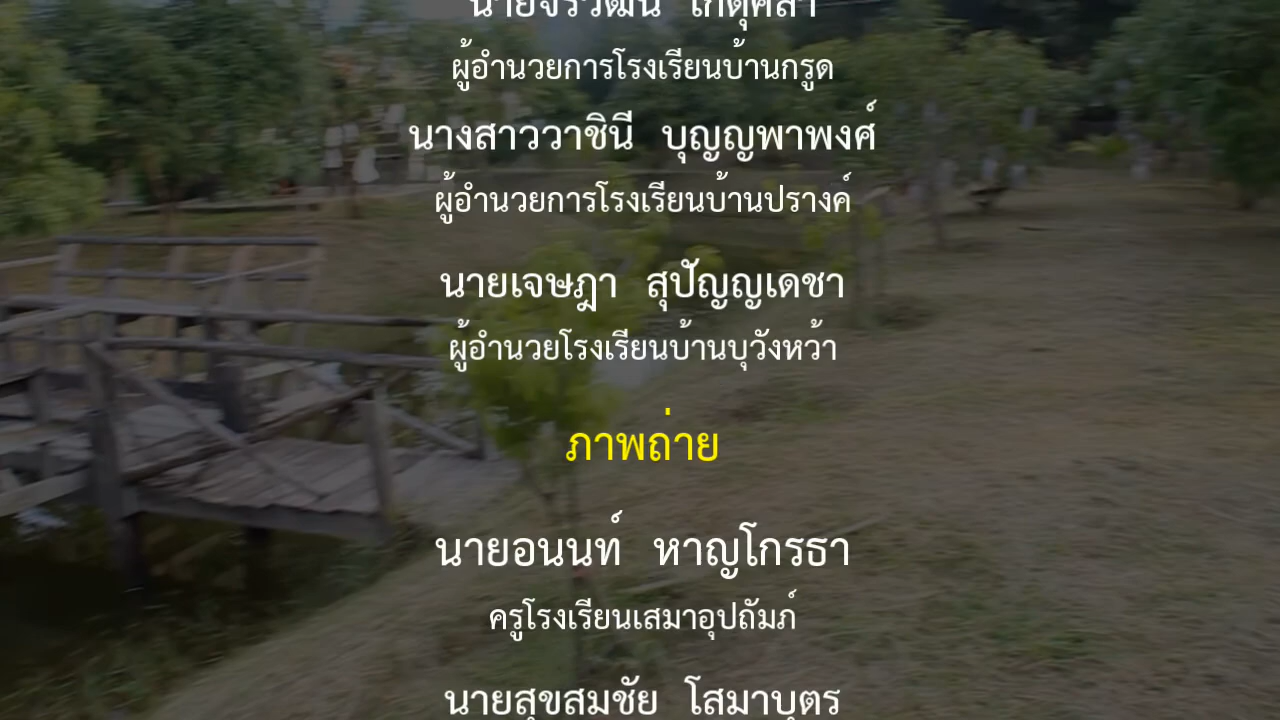 ผู้อำนวยการโรงเรียนบ้านกรูด
นางสาววาชินี บุญญพาพงศ์
ผู้อำนวยการโรงเรียนบ้านปรางค์
นายเจษฎา สุปัญญเดชา
ผู้อำนวยโรงเรียนบ้านบุวังหว้า
ภาพถ่าย
นายอนนท์ หาญโกรธา
ครูโรงเรียนเสมาอุปถัมภ์
นายสุขสมชัย โสมาบุตร